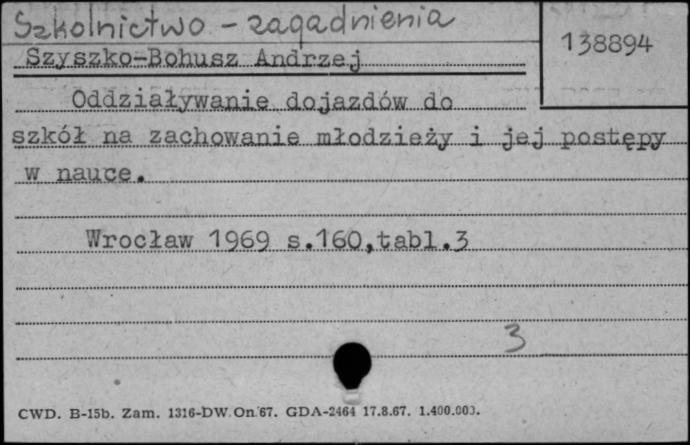 Szkolnictwo - zagadnienia
138894
Szyszko-Bohusz Andrzej
Oddziaływanie dojazdów do
szkół na zachowanie młodzieży i jej postępy
w nauce.
Wrocław 1969 s.160,tabl.3
3
CWD. B-15b. Zam. 1316-DW.On.67. GDA-2464 17.8.67. 1.400.000.